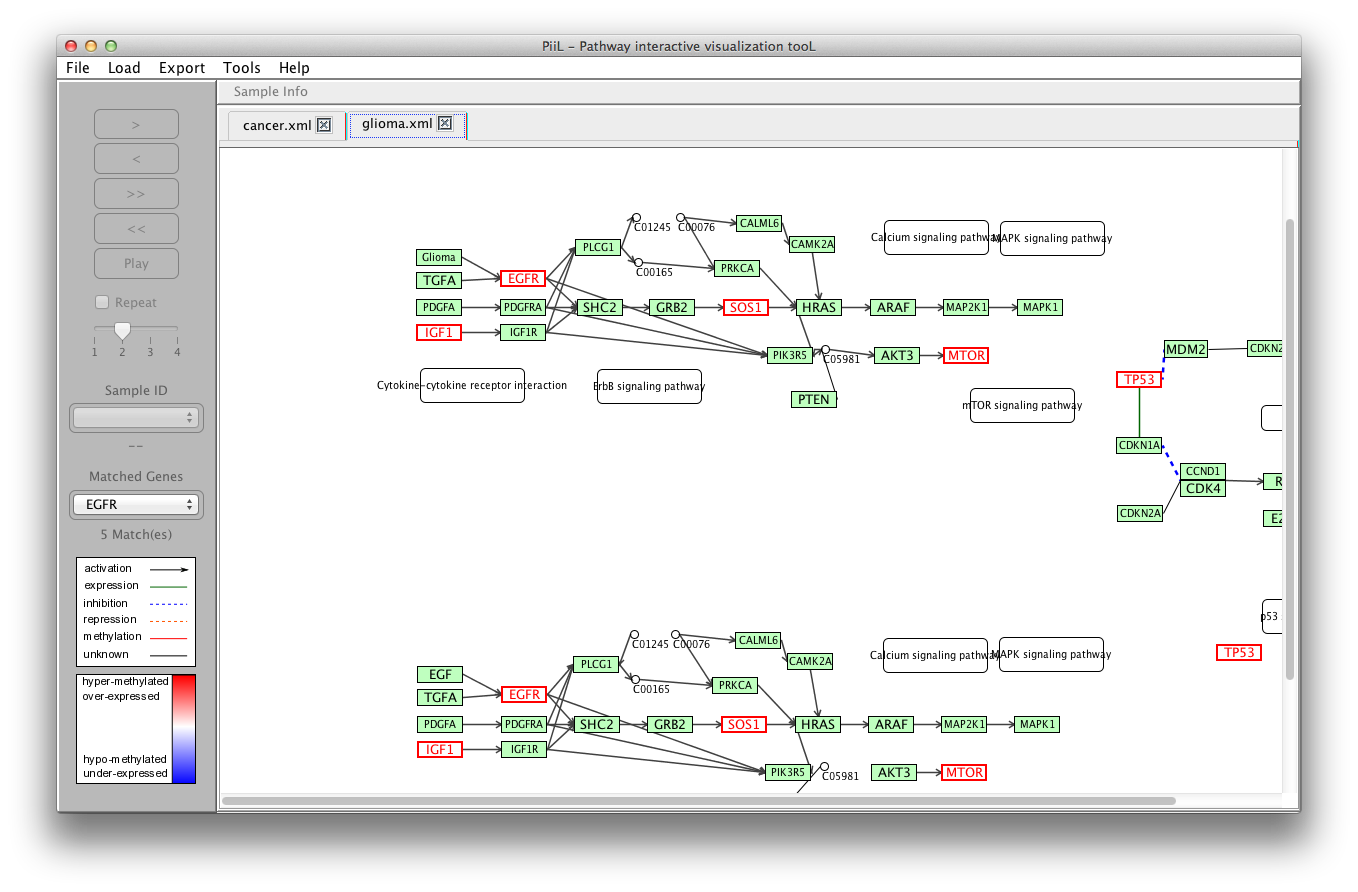 PiiL - Pathway interactive visualization tooL
File Load Export Tools Help
Sample Info
cancer.xml
glioma.xml
>
<
>>
<<
Play
Repeat
1 2 3 4
Sample ID
--
Matched Genes
EGFR
5 Match(es)
activation
expression
inhibition
repression
methylation
unknown
hyper-methylated
over-expressed
hypo-methylated
under-expressed
C01245 C00076 CALML6
Calcium signaling pathway MAPK signaling pathway
PLCG1 CAMK2A
Glioma
C00165 PRKCA
TGFA EGFR
PDGFA PDGFRA SHC2 GRB2 SOS1 HRAS ARAF MAP2K1 MAPK1
IGF1 IGF1R
PIK3R5 C05981 AKT3 MTOR
MDM2 CDKN2
TP53
Cytokine-cytokine receptor interaction ErbB signaling pathway
PTEN mTOR signaling pathway
CDKN1A
CCND1
CDK4 R
CDKN2A E2
p53
TP53
C01245 C00076 CALML6
Calcium signaling pathway MAPK signaling pathway
PLCG1 CAMK2A
EGF
C00165 PRKCA
TGFA EGFR
PDGFA PDGFRA SHC2 GRB2 SOS1 HRAS ARAF MAP2K1 MAPK1
IGF1 IGF1R
PIK3R5 C05981 AKT3 MTOR